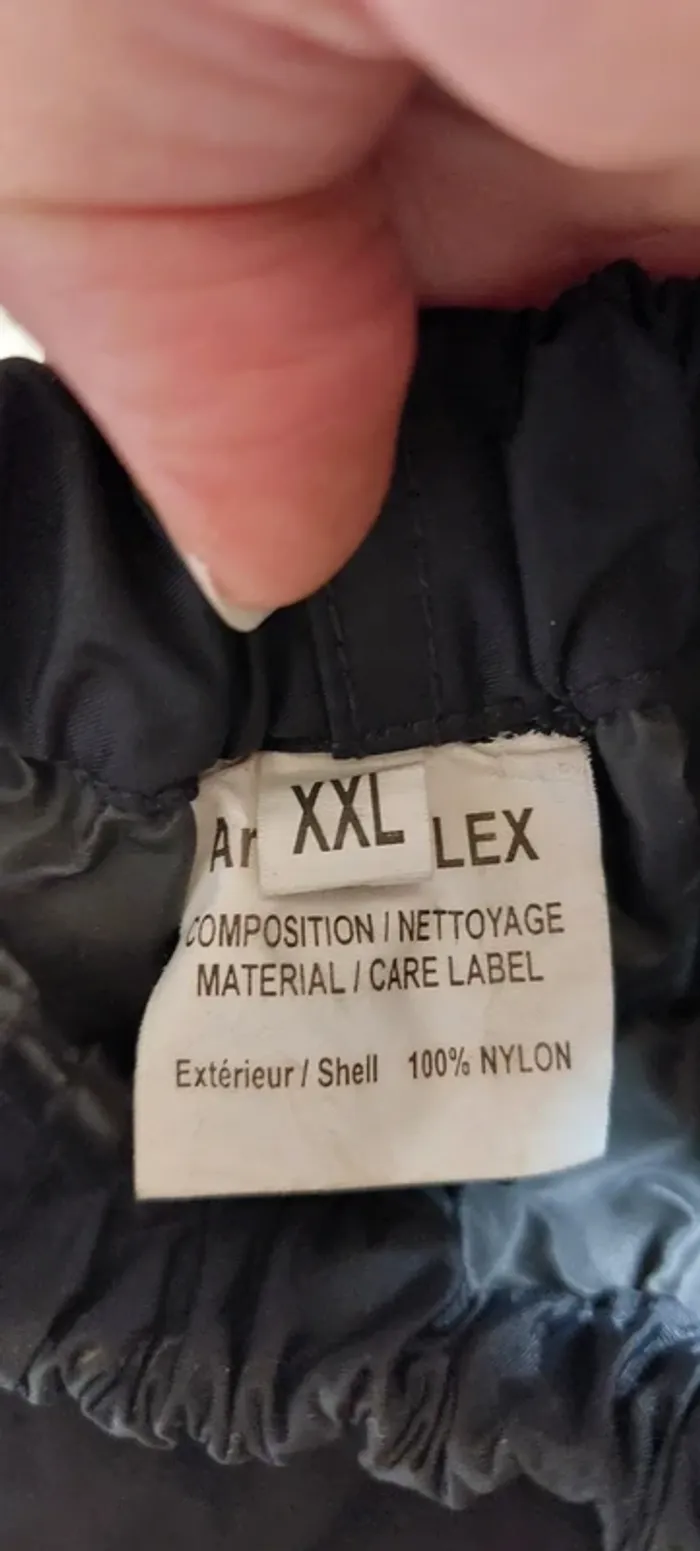 XXL
Ar LEX
COMPOSITION / NETTOYAGE
MATERIAL / CARE LABEL
Extérieur / Shell 100% NYLON